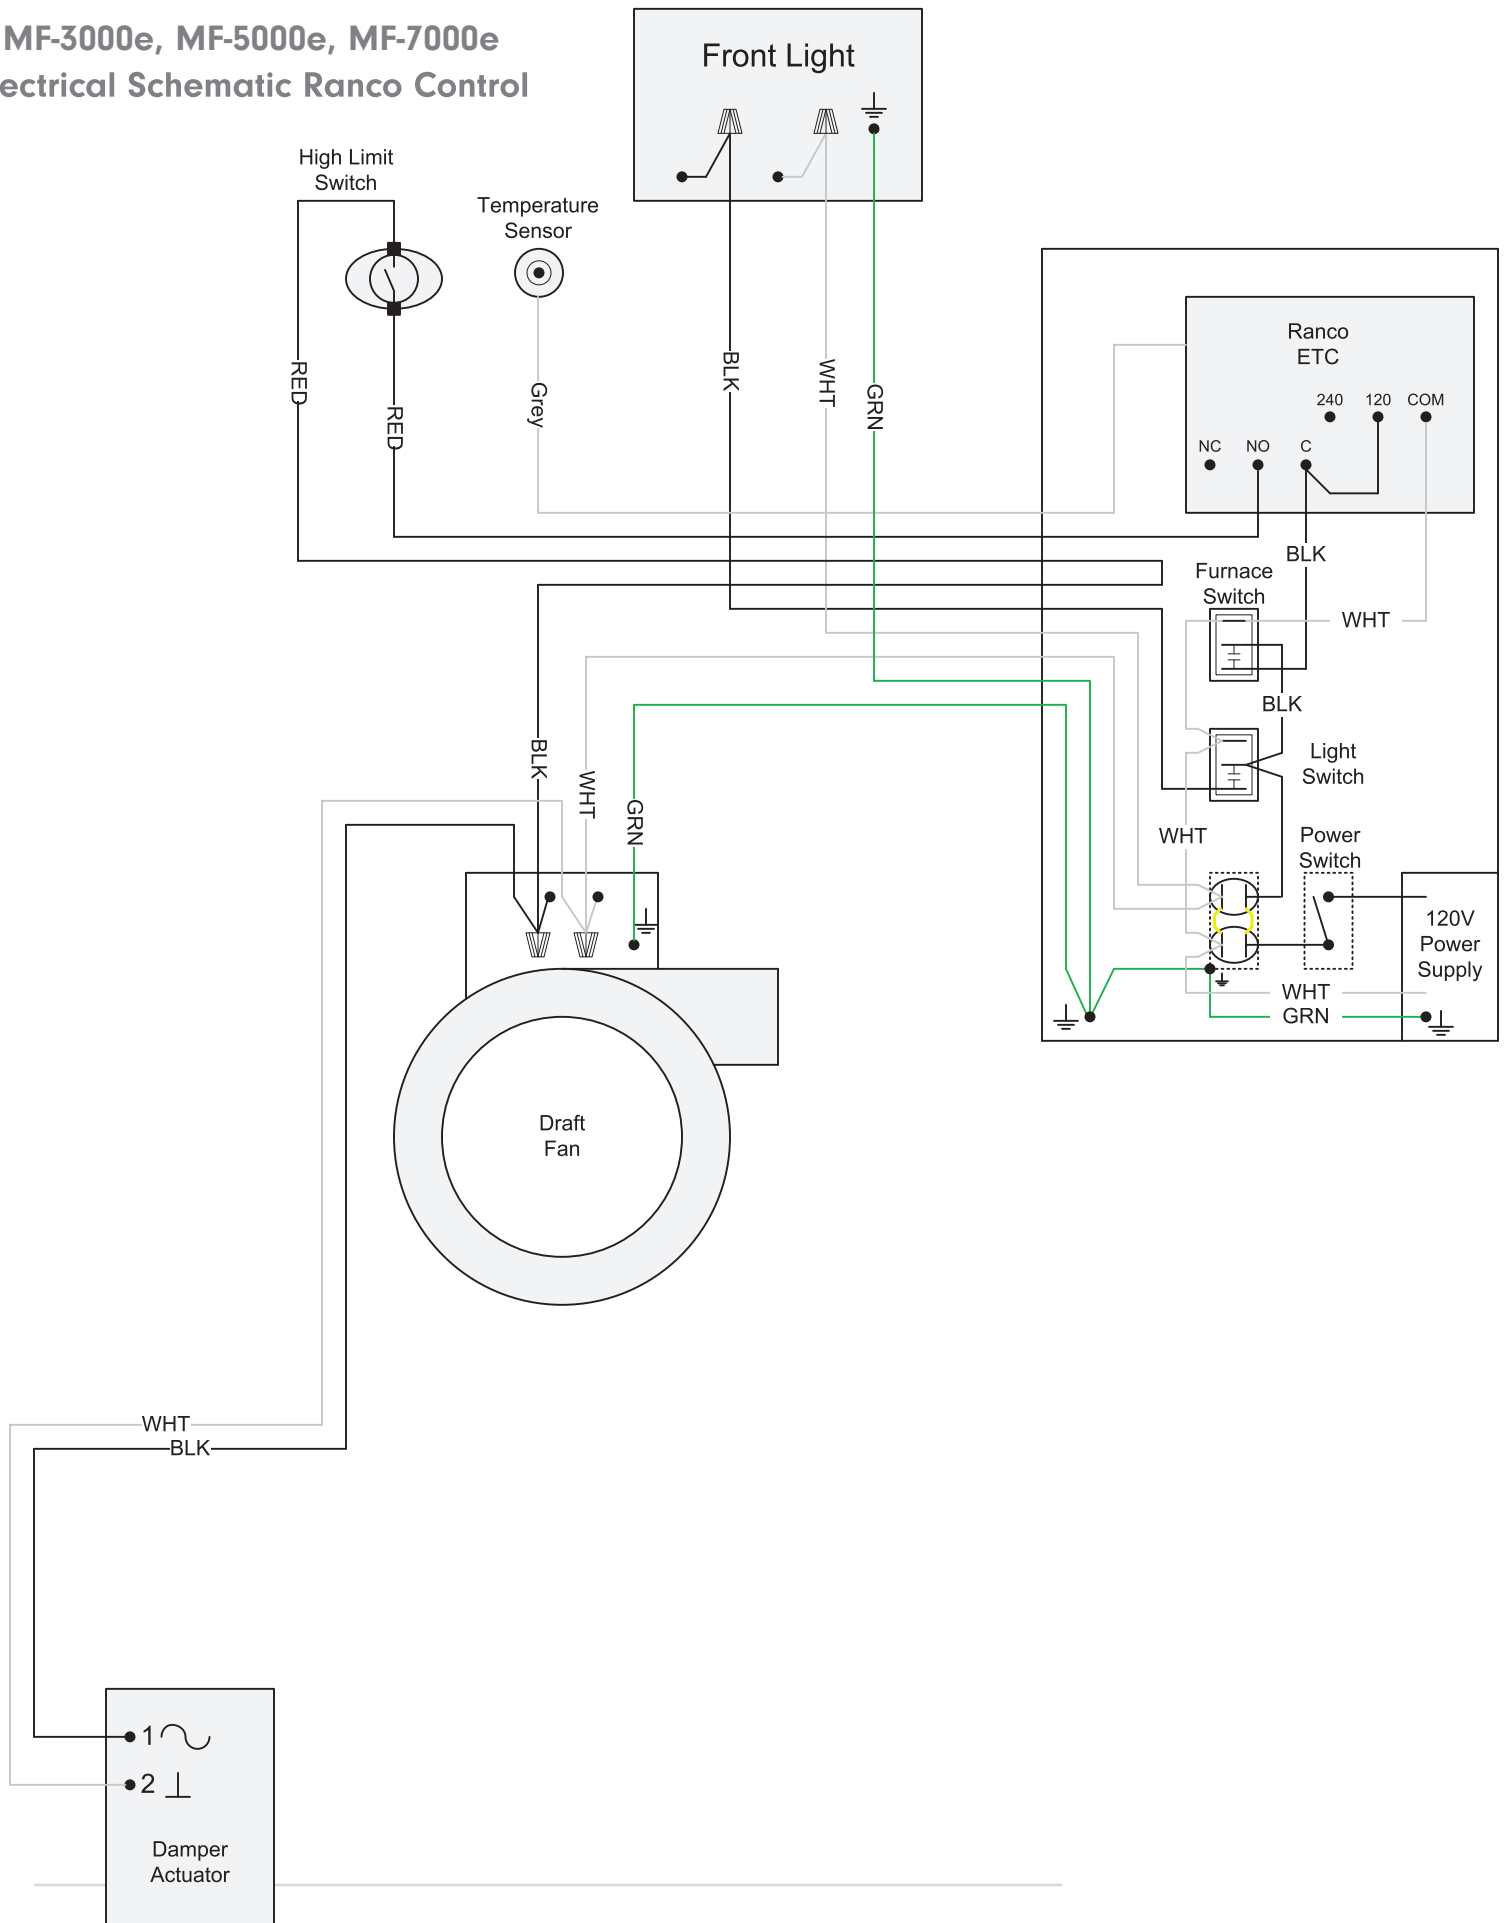 MF-3000e, MF-5000e, MF-7000e
ectrical Schematic Ranco Control
Front Light
High Limit
Switch
Temperature
Sensor
Ranco
ETC
240 120 COM
NC NO C
RED
RED
Grey
BLK
WHT
GRN
BLK
Furnace
Switch
WHT
BLK
Light
Switch
BLK
WHT
GRN
WHT
Power
Switch
120V
Power
Supply
WHT
GRN
Draft
Fan
WHT
BLK
1
2
Damper
Actuator